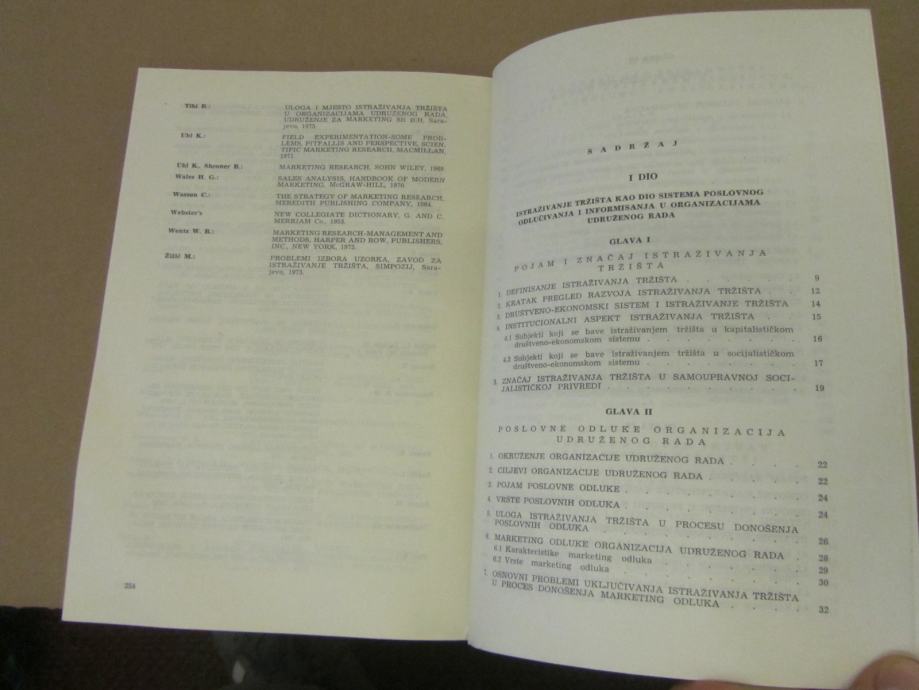 Tihi B.: ULOGA I MJESTO ISTRAŽIVANJA TRŽIŠTA
U ORGANIZACIJAMA UDRUŽENOG RADA,
UDRUŽENJE ZA MARKETING SR BiH, Sara-
jevo, 1975.
Uhl K.: FIELD EXPERIMENTATION-SOME PROB-
LEMS, PITFALLIS AND PERSPECTIVE, SCIEN-
TIFIC MARKETING RESEARCH, MACMILLAN,
1971.
Uhl K., Shenner B.: MARKETING RESEARCH, SOHN WILEY, 1969.
Wales H. G.: SALES ANALYSIS, HANDBOOK OF MODERN
MARKETING, McGRAW-HILL, 1970.
Wasson C.: THE STRATEGY OF MARKETING RESEARCH,
MEREDITH PUBLISHING COMPANY, 1964.
Webster's NEW COLLEGIATE DICTIONARY, G. AND C.
MERRIAM Co., 1953.
Wentz W. B.: MARKETING RESEARCH-MANAGEMENT AND
METHODS, HARPER AND ROW, PUBLISHERS,
INC., NEW YORK, 1972.
Žilić M.: PROBLEMI IZBORA UZORKA, ZAVOD ZA
ISTRAŽIVANJE TRŽIŠTA, SIMPOZIJ, Sara-
jevo, 1973.
254
SADRŽAJ
I DIO
ISTRAŽIVANJE TRŽIŠTA KAO DIO SISTEMA POSLOVNOG
ODLUČIVANJA I INFORMISANJA U ORGANIZACIJAMA
UDRUŽENOG RADA
GLAVA I
POJAM I ZNAČAJ ISTRAŽIVANJA
TRŽIŠTA
1. DEFINISANJE ISTRAŽIVANJA TRŽIŠTA . . . . . 9
2. KRATAK PREGLED RAZVOJA ISTRAŽIVANJA TRŽIŠTA . . 12
3. DRUŠTVENO-EKONOMSKI SISTEM I ISTRAŽIVANJE TRŽIŠTA 14
4. INSTITUCIONALNI ASPEKT ISTRAŽIVANJA TRŽIŠTA . . . 15
4.1 Subjekti koji se bave istraživanjem tržišta u kapitalističkom
društveno-ekonomskom sistemu . . . . . 16
4.2 Subjekti koji se bave istraživanjem tržišta u socijalističkom
društveno-ekonomskom sistemu . . . . . 17
5. ZNAČAJ ISTRAŽIVANJA TRŽIŠTA U SAMOUPRAVNOJ SOCI-
JALISTIČKOJ PRIVREDI . . . . . 19
GLAVA II
POSLOVNE ODLUKE ORGANIZACIJA
UDRUŽENOG RADA
1. OKRUŽENJE ORGANIZACIJE UDRUŽENOG RADA . . . . 22
2. CILJEVI ORGANIZACIJE UDRUŽENOG RADA . . . . 22
3. POJAM POSLOVNE ODLUKE . . . . . 24
4. VRSTE POSLOVNIH ODLUKA . . . . . 24
5. ULOGA ISTRAŽIVANJA TRŽIŠTA U PROCESU DONOŠENJA
POSLOVNIH ODLUKA . . . . . 26
6. MARKETING ODLUKE ORGANIZACIJA UDRUŽENOG RADA . 28
6.1 Karakteristike marketing odluka . . . . . 29
6.2 Vrste marketing odluka . . . . . 30
7. OSNOVNI PROBLEMI UKLJUČIVANJA ISTRAŽIVANJA TRŽIŠTA
U PROCES DONOŠENJA MARKETING ODLUKA . . . . 32